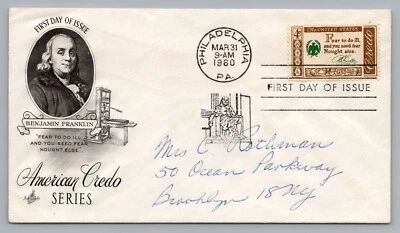 FIRST DAY OF ISSUE
BENJAMIN FRANKLIN
"FEAR TO DO ILL
AND YOU NEED FEAR
NOUGHT ELSE"
American Credo
SERIES
ArtCraft
PHILADELPHIA
MAR 31
9-AM
1960
PA.
UNITED STATES
4¢
Fear to do ill,
and you need fear
Nought else.
Credo
FIRST DAY OF ISSUE
Mrs C Rothman
50 Ocean Parkway
Brooklyn 18 NY